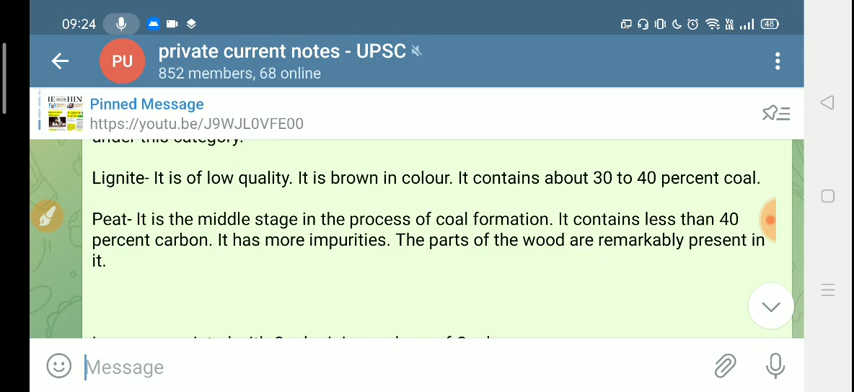 09:24
48
PU
private current notes - UPSC
852 members, 68 online
Pinned Message
https://youtu.be/J9WJL0VFE00
under this category.
Lignite- It is of low quality. It is brown in colour. It contains about 30 to 40 percent coal.
Peat- It is the middle stage in the process of coal formation. It contains less than 40
percent carbon. It has more impurities. The parts of the wood are remarkably present in
it.
Message